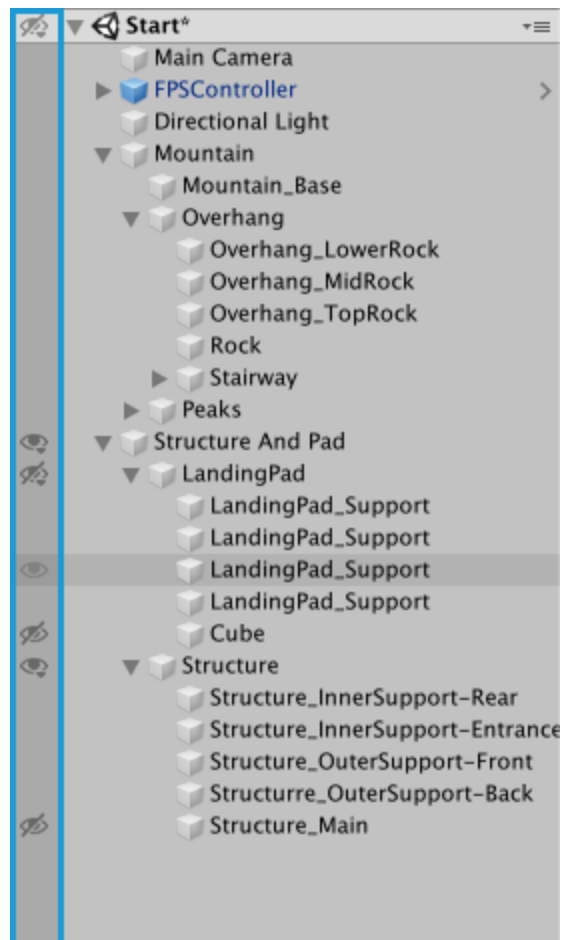 Start*
Main Camera
FPSController
Directional Light
Mountain
Mountain_Base
Overhang
Overhang_LowerRock
Overhang_MidRock
Overhang_TopRock
Rock
Stairway
Peaks
Structure And Pad
LandingPad
LandingPad_Support
LandingPad_Support
LandingPad_Support
LandingPad_Support
Cube
Structure
Structure_InnerSupport-Rear
Structure_InnerSupport-Entrance
Structure_OuterSupport-Front
Structurre_OuterSupport-Back
Structure_Main